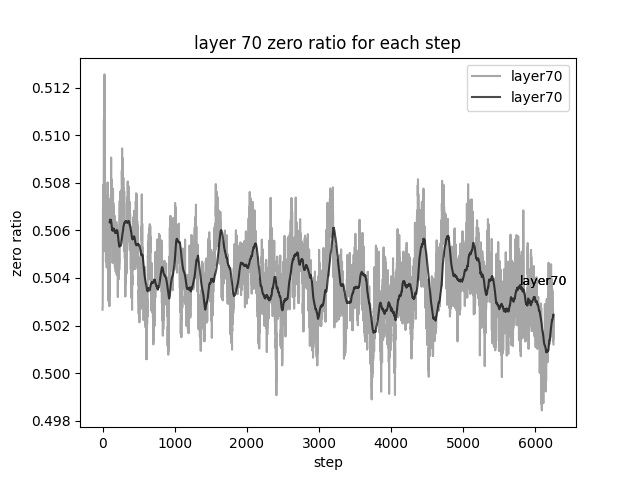 layer 70 zero ratio for each step
layer70
layer70
0.512
0.510
0.508
0.506
0.504
0.502
0.500
0.498
zero ratio
layer70
0 1000 2000 3000 4000 5000 6000
step